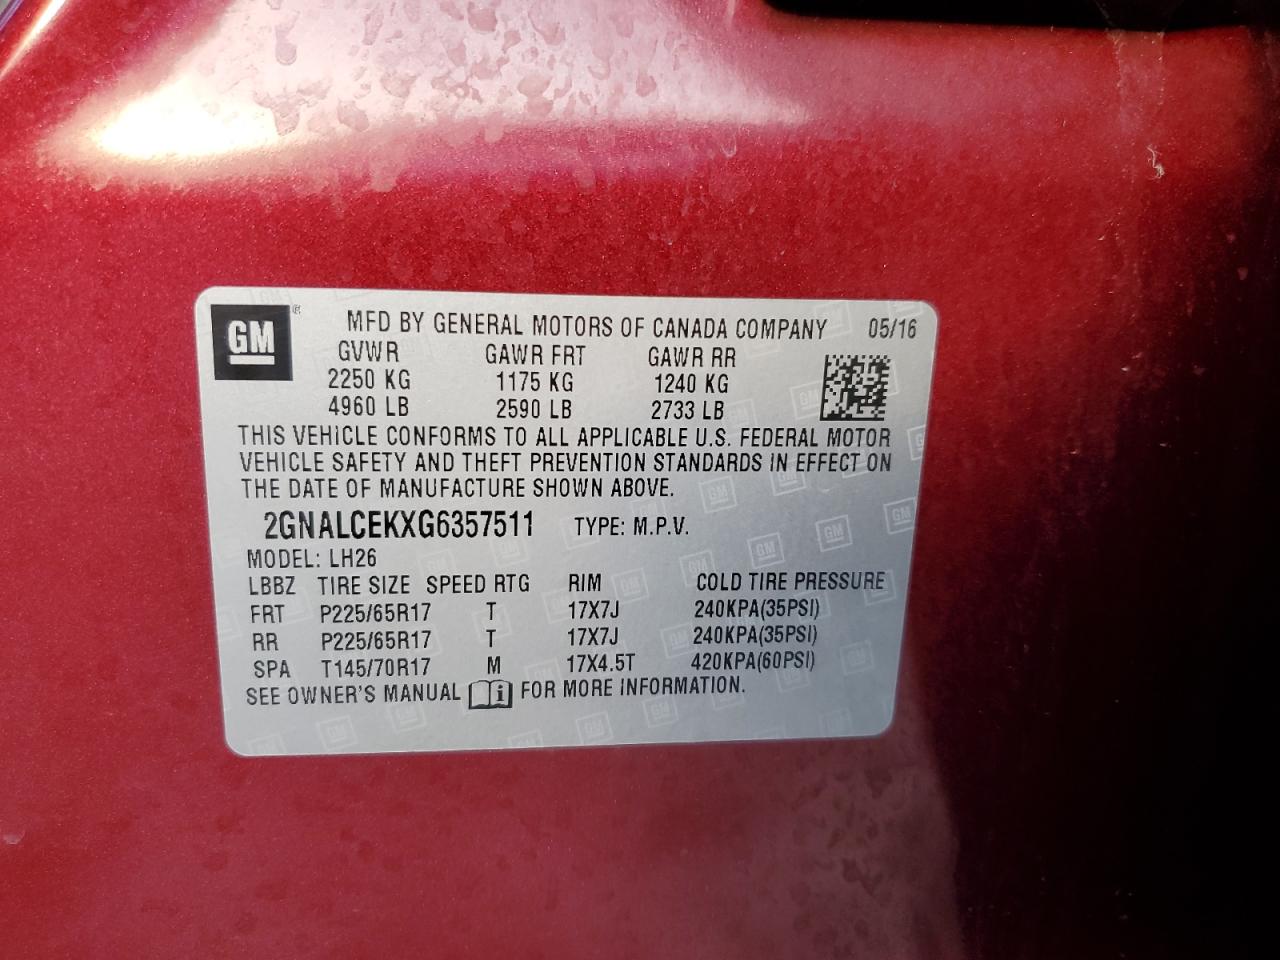 GM ® MFD BY GENERAL MOTORS OF CANADA COMPANY 05/16
GVWR GAWR FRT GAWR RR
2250 KG 1175 KG 1240 KG
4960 LB 2590 LB 2733 LB
THIS VEHICLE CONFORMS TO ALL APPLICABLE U.S. FEDERAL MOTOR
VEHICLE SAFETY AND THEFT PREVENTION STANDARDS IN EFFECT ON
THE DATE OF MANUFACTURE SHOWN ABOVE.
2GNALCEKXG6357511 TYPE: M.P.V.
MODEL: LH26
LBBZ TIRE SIZE SPEED RTG RIM COLD TIRE PRESSURE
FRT P225/65R17 T 17X7J 240KPA(35PSI)
RR P225/65R17 T 17X7J 240KPA(35PSI)
SPA T145/70R17 M 17X4.5T 420KPA(60PSI)
SEE OWNER'S MANUAL i FOR MORE INFORMATION.